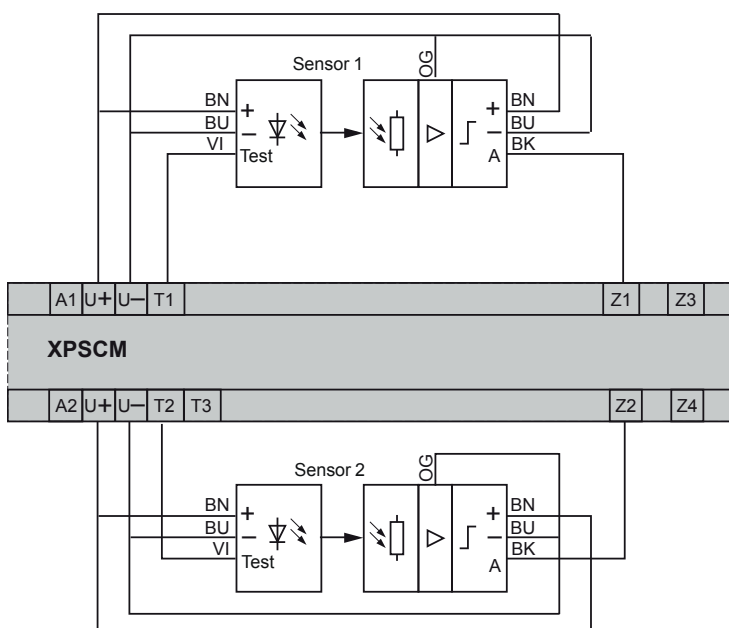 Sensor 1
OG
BN + + BN
BU – – BU
VI Test A BK
A1 U+ U– T1 Z1 Z3
XPSCM
A2 U+ U– T2 T3 Z2 Z4
Sensor 2
OG
BN + + BN
BU – – BU
VI Test A BK